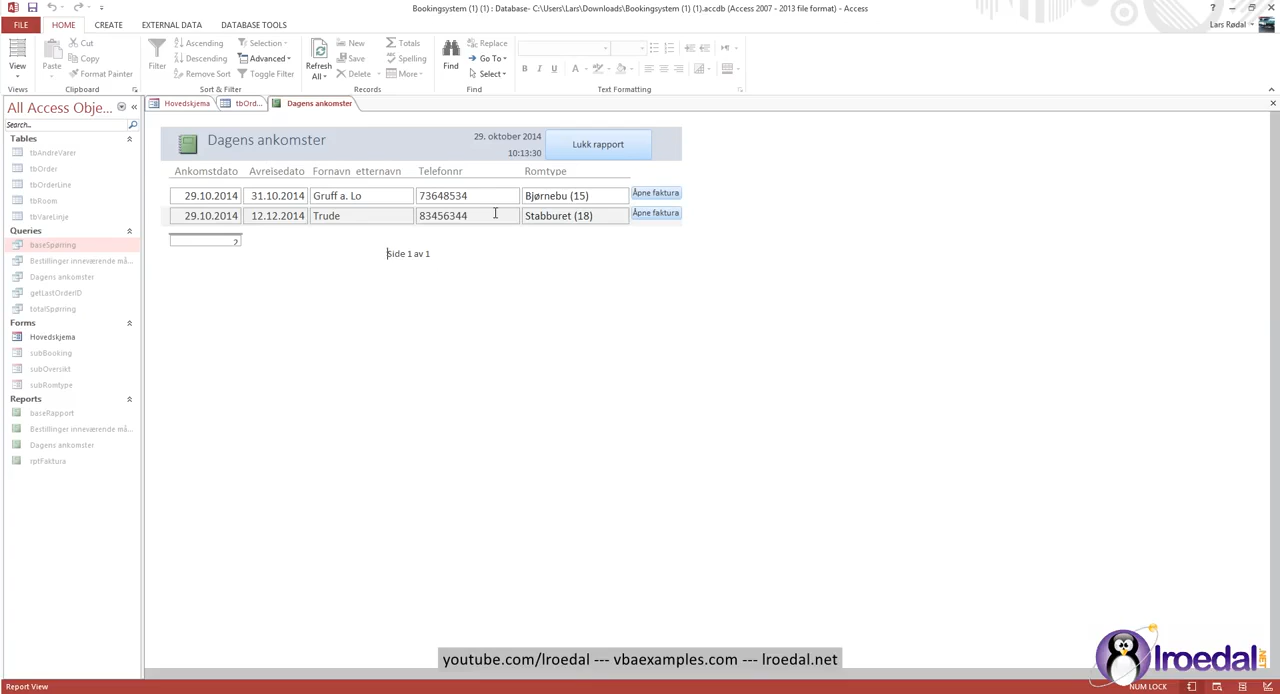 Bookingsystem (1) (1) : Database- C:\Users\Lars\Downloads\Bookingsystem (1) (1).accdb (Access 2007 - 2013 file format) - Access
FILE HOME CREATE EXTERNAL DATA DATABASE TOOLS Lars Rødal
View Paste Cut Copy Format Painter Filter Ascending Descending Remove Sort Selection Advanced Toggle Filter Refresh All New Save Delete Totals Spelling More Find Replace Go To Select
Views Clipboard Sort & Filter Records Find Text Formatting
All Access Obje...
Search...
Tables
tbAndreVarer
tbOrder
tbOrderLine
tbRoom
tbVareLinje
Queries
baseSpørring
Bestillinger inneværende må...
Dagens ankomster
getLastOrderID
totalSpørring
Forms
Hovedskjema
subBooking
subOversikt
subRomtype
Reports
baseRapport
Bestillinger inneværende må...
Dagens ankomster
rptFaktura
Hovedskjema tbOrd... Dagens ankomster
Dagens ankomster 29. oktober 2014 Lukk rapport
10:13:30
Ankomstdato Avreisedato Fornavn etternavn Telefonnr Romtype
29.10.2014 31.10.2014 Gruff a. Lo 73648534 Bjørnebu (15) Åpne faktura
29.10.2014 12.12.2014 Trude 83456344 Stabburet (18) Åpne faktura
2
Side 1 av 1
youtube.com/lroedal --- vbaexamples.com --- lroedal.net
lroedal.NET
Report View NUM LOCK